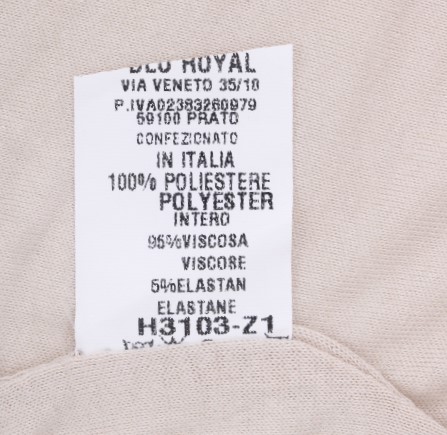 BLU ROYAL
VIA VENETO 35/10
P.IVA02383260979
59100 PRATO
CONFEZIONATO
IN ITALIA
100% POLIESTERE
POLYESTER
INTERO
95%VISCOSA
VISCOSE
5%ELASTAN
ELASTANE
H3103-Z1